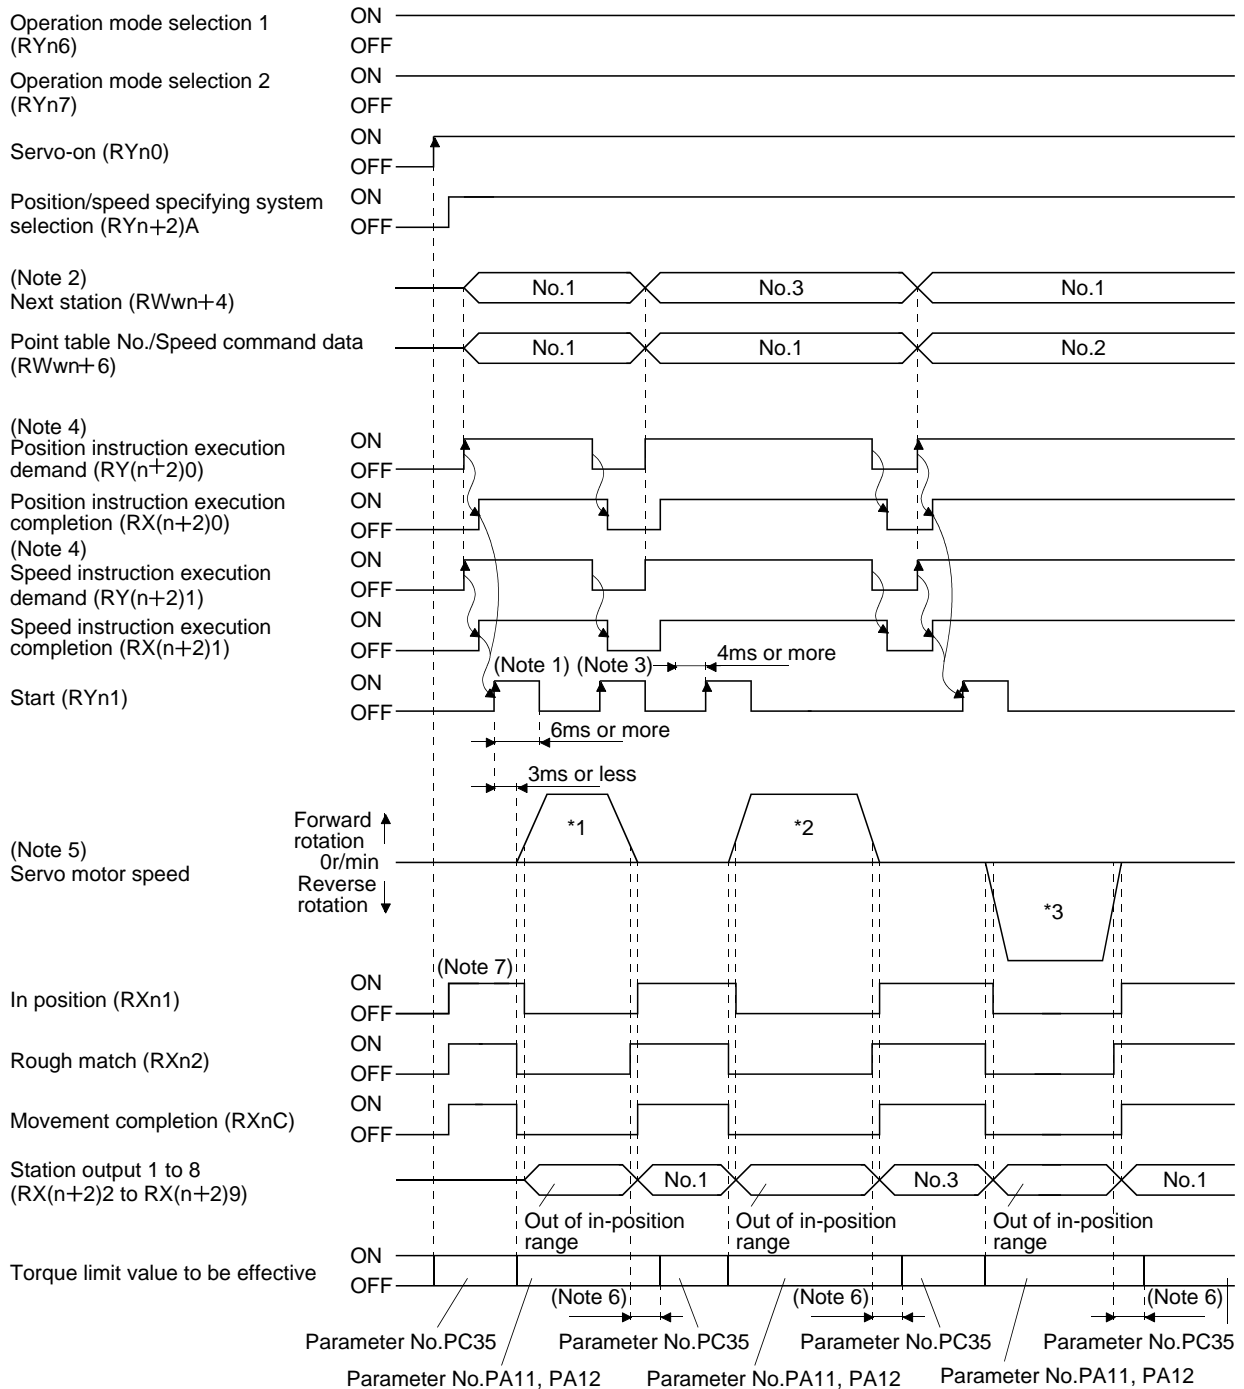 Operation mode selection 1
(RYn6)
ON
OFF
Operation mode selection 2
(RYn7)
ON
OFF
Servo-on (RYn0)
ON
OFF
Position/speed specifying system
selection (RYn+2)A
ON
OFF
(Note 2)
Next station (RWwn+4)
No.1
No.3
No.1
Point table No./Speed command data
(RWwn+6)
No.1
No.1
No.2
(Note 4)
Position instruction execution
demand (RY(n+2)0)
ON
OFF
Position instruction execution
completion (RX(n+2)0)
ON
OFF
(Note 4)
Speed instruction execution
demand (RY(n+2)1)
ON
OFF
Speed instruction execution
completion (RX(n+2)1)
ON
OFF
(Note 1) (Note 3)
4ms or more
Start (RYn1)
ON
OFF
6ms or more
3ms or less
(Note 5)
Servo motor speed
Forward
rotation
0r/min
Reverse
rotation
*1
*2
*3
(Note 7)
In position (RXn1)
ON
OFF
Rough match (RXn2)
ON
OFF
Movement completion (RXnC)
ON
OFF
Station output 1 to 8
(RX(n+2)2 to RX(n+2)9)
No.1
No.3
No.1
Out of in-position
range
Out of in-position
range
Out of in-position
range
Torque limit value to be effective
ON
OFF
(Note 6)
(Note 6)
(Note 6)
Parameter No.PC35
Parameter No.PC35
Parameter No.PC35
Parameter No.PC35
Parameter No.PA11, PA12
Parameter No.PA11, PA12
Parameter No.PA11, PA12